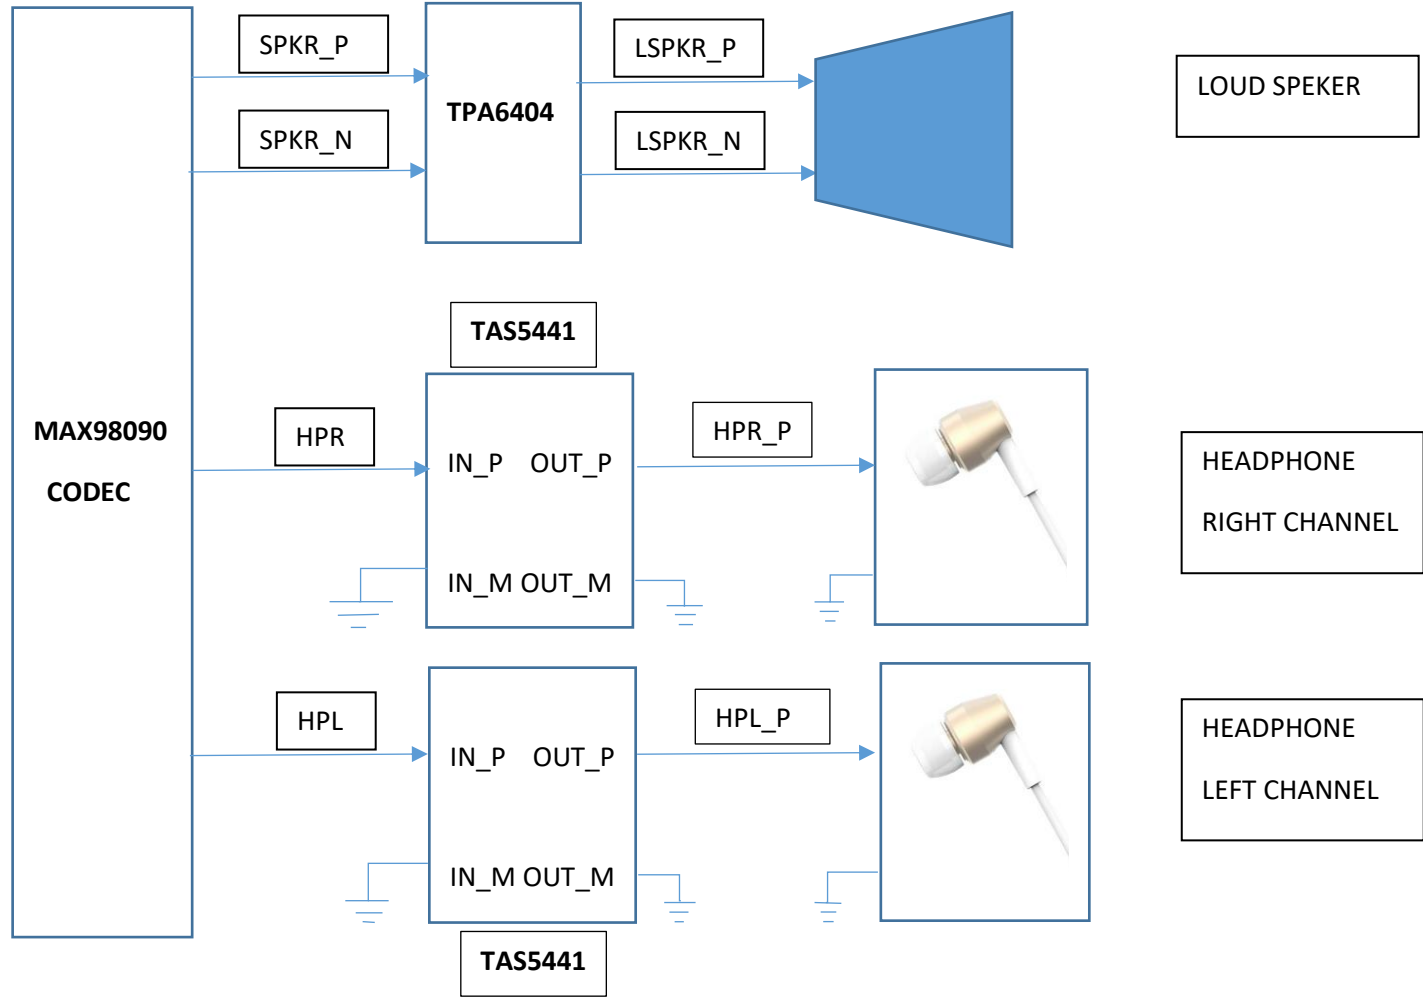 SPKR_P
LSPKR_P
LOUD SPEKER
TPA6404
SPKR_N
LSPKR_N
TAS5441
MAX98090
CODEC
HPR
HPR_P
IN_P OUT_P
IN_M OUT_M
HEADPHONE
RIGHT CHANNEL
HPL
HPL_P
IN_P OUT_P
IN_M OUT_M
HEADPHONE
LEFT CHANNEL
TAS5441